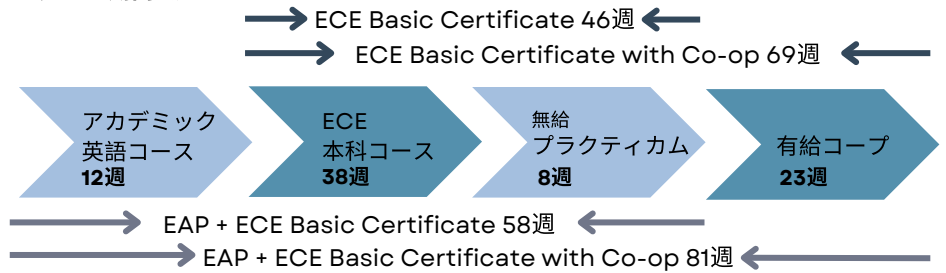 ECE Basic Certificate 46週
ECE Basic Certificate with Co-op 69週
アカデミック
英語コース
12週
ECE
本科コース
38週
無給
プラクティカム
8週
有給コープ
23週
EAP + ECE Basic Certificate 58週
EAP + ECE Basic Certificate with Co-op 81週